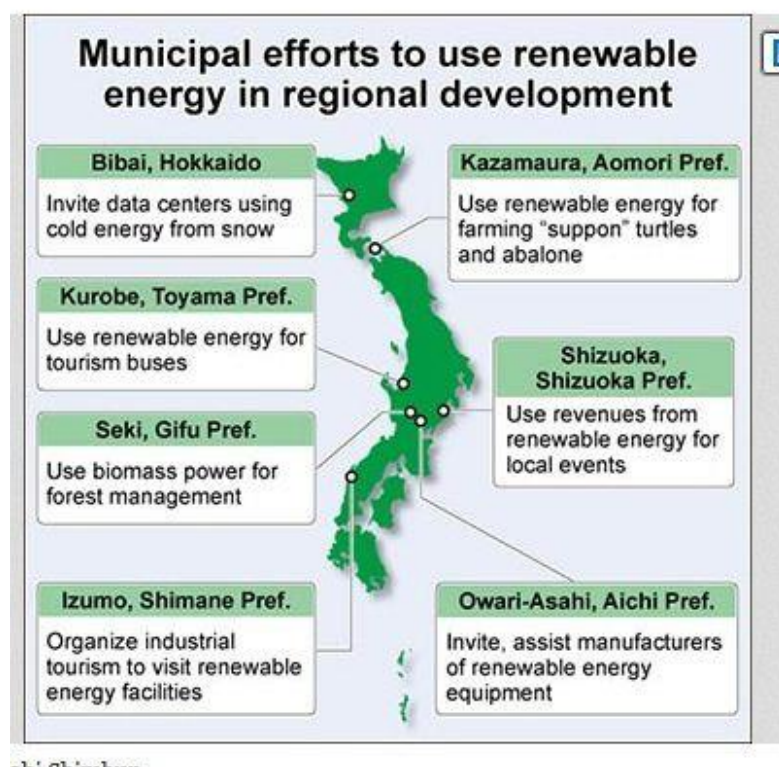 Municipal efforts to use renewable
energy in regional development
Bibai, Hokkaido
Invite data centers using
cold energy from snow
Kazamaura, Aomori Pref.
Use renewable energy for
farming “suppon” turtles
and abalone
Kurobe, Toyama Pref.
Use renewable energy for
tourism buses
Shizuoka,
Shizuoka Pref.
Use revenues from
renewable energy for
local events
Seki, Gifu Pref.
Use biomass power for
forest management
Izumo, Shimane Pref.
Organize industrial
tourism to visit renewable
energy facilities
Owari-Asahi, Aichi Pref.
Invite, assist manufacturers
of renewable energy
equipment